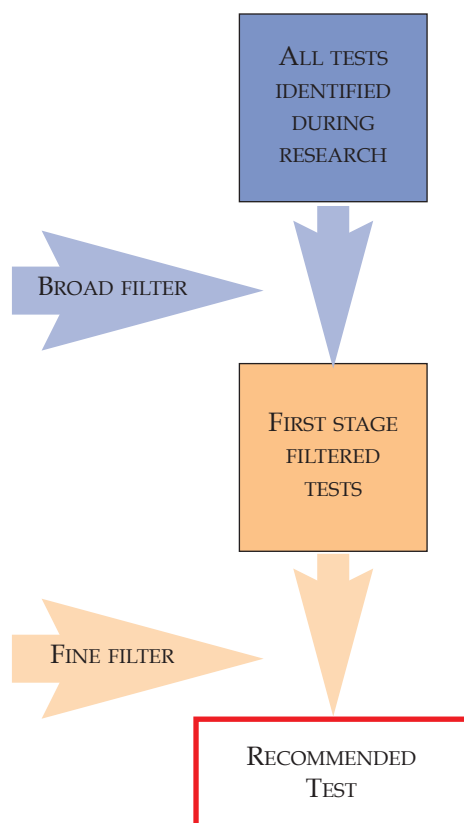 ALL TESTS
IDENTIFIED
DURING
RESEARCH
BROAD FILTER
FIRST STAGE
FILTERED
TESTS
FINE FILTER
RECOMMENDED
TEST